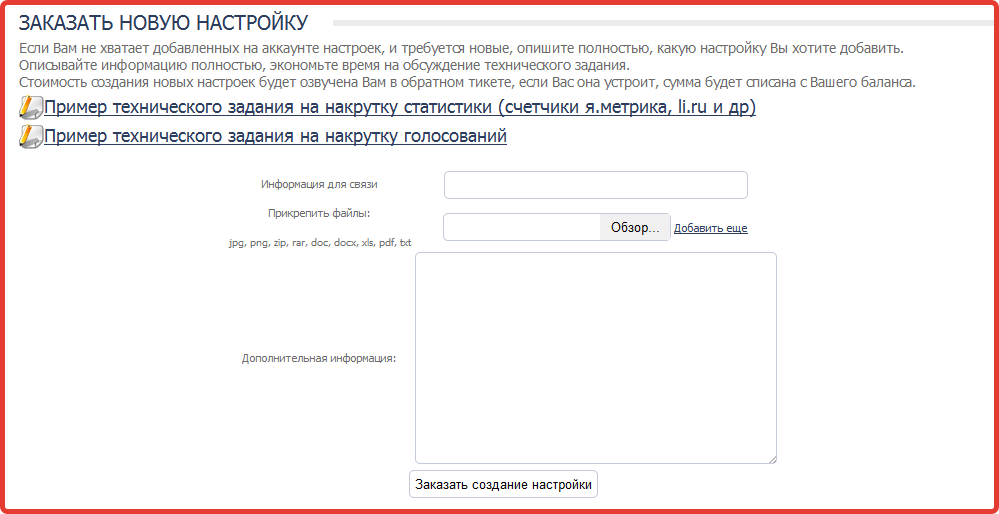 ЗАКАЗАТЬ НОВУЮ НАСТРОЙКУ
Если Вам не хватает добавленных на аккаунте настроек, и требуется новые, опишите полностью, какую настройку Вы хотите добавить.
Описывайте информацию полностью, экономьте время на обсуждение технического задания.
Стоимость создания новых настроек будет озвучена Вам в обратном тикете, если Вас она устроит, сумма будет списана с Вашего баланса.
Пример технического задания на накрутку статистики (счетчики я.метрика, li.ru и др)
Пример технического задания на накрутку голосований
Информация для связи
Прикрепить файлы:
Обзор... Добавить еще
jpg, png, zip, rar, doc, docx, xls, pdf, txt
Дополнительная информация:
Заказать создание настройки